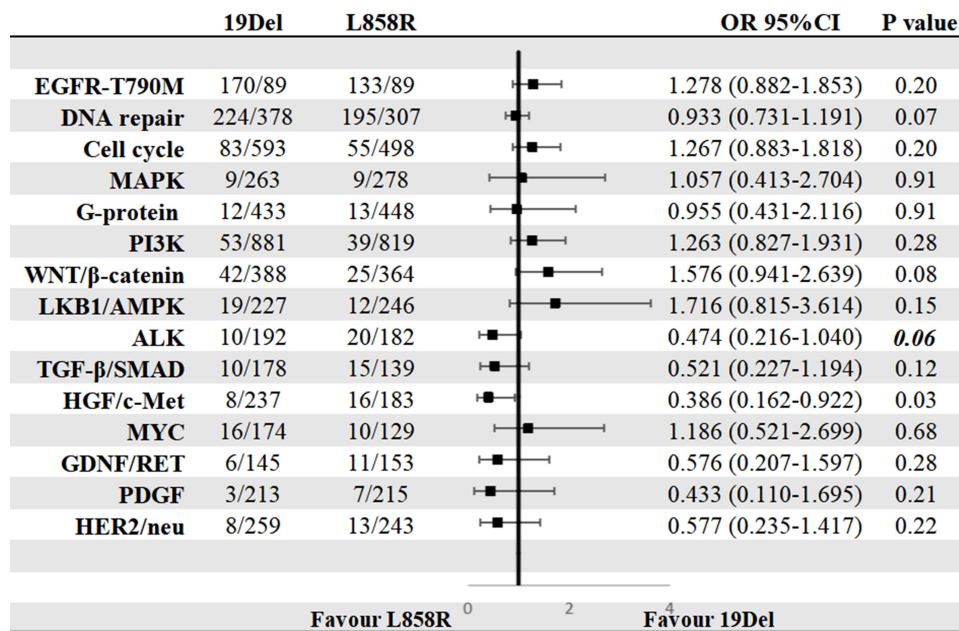 19Del L858R OR 95%CI P value
EGFR-T790M 170/89 133/89 1.278 (0.882-1.853) 0.20
DNA repair 224/378 195/307 0.933 (0.731-1.191) 0.07
Cell cycle 83/593 55/498 1.267 (0.883-1.818) 0.20
MAPK 9/263 9/278 1.057 (0.413-2.704) 0.91
G-protein 12/433 13/448 0.955 (0.431-2.116) 0.91
PI3K 53/881 39/819 1.263 (0.827-1.931) 0.28
WNT/β-catenin 42/388 25/364 1.576 (0.941-2.639) 0.08
LKB1/AMPK 19/227 12/246 1.716 (0.815-3.614) 0.15
ALK 10/192 20/182 0.474 (0.216-1.040) 0.06
TGF-β/SMAD 10/178 15/139 0.521 (0.227-1.194) 0.12
HGF/c-Met 8/237 16/183 0.386 (0.162-0.922) 0.03
MYC 16/174 10/129 1.186 (0.521-2.699) 0.68
GDNF/RET 6/145 11/153 0.576 (0.207-1.597) 0.28
PDGF 3/213 7/215 0.433 (0.110-1.695) 0.21
HER2/neu 8/259 13/243 0.577 (0.235-1.417) 0.22
0 2 4
Favour L858R Favour 19Del